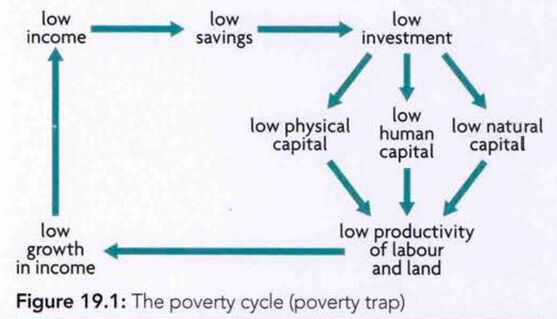 low
income
low
savings
low
investment
low physical
capital
low
human
capital
low natural
capital
low productivity
of labour
and land
low
growth
in income
Figure 19.1: The poverty cycle (poverty trap)